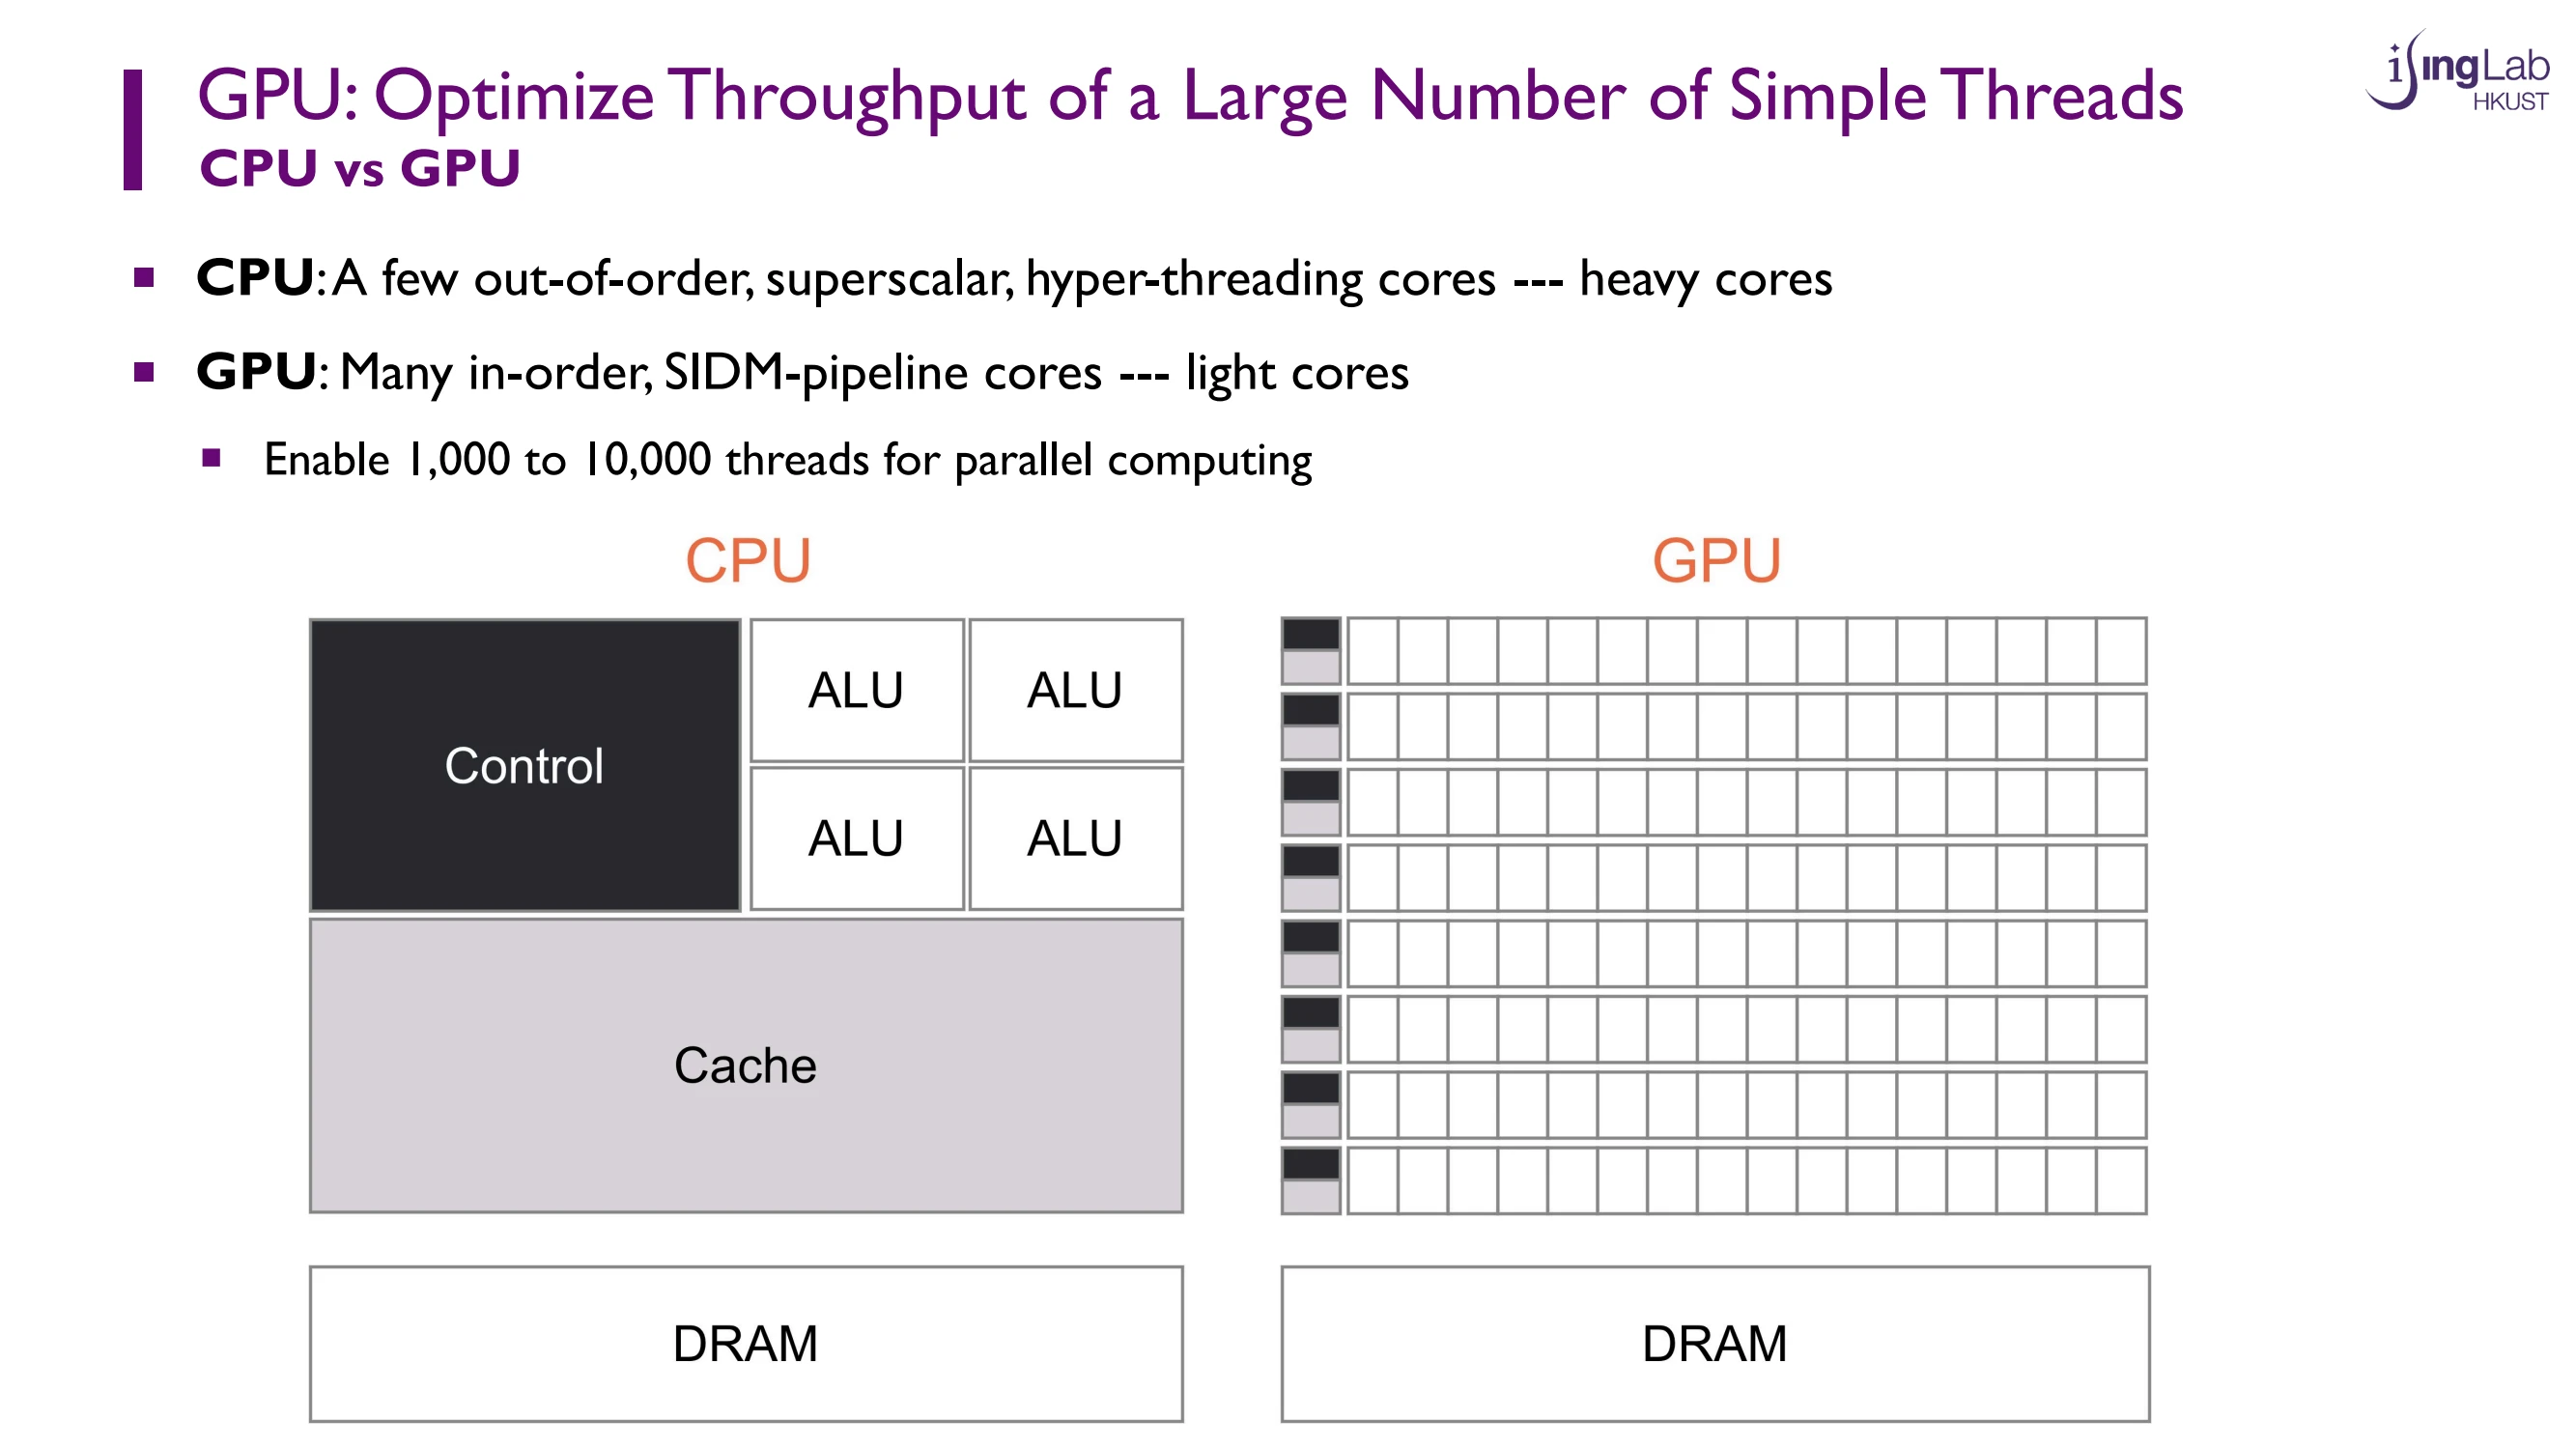 GPU: Optimize Throughput of a Large Number of Simple Threads
CPU vs GPU
iSingLab
HKUST
CPU: A few out-of-order, superscalar, hyper-threading cores --- heavy cores
GPU: Many in-order, SIDM-pipeline cores --- light cores
Enable 1,000 to 10,000 threads for parallel computing
CPU
GPU
Control
ALU
ALU
ALU
ALU
Cache
DRAM
DRAM